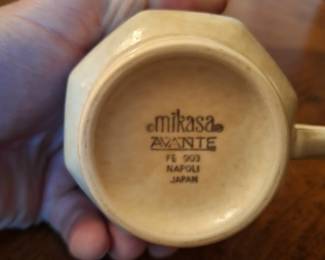 mikasa
AVANTE
FE 903
NAPOLI
JAPAN